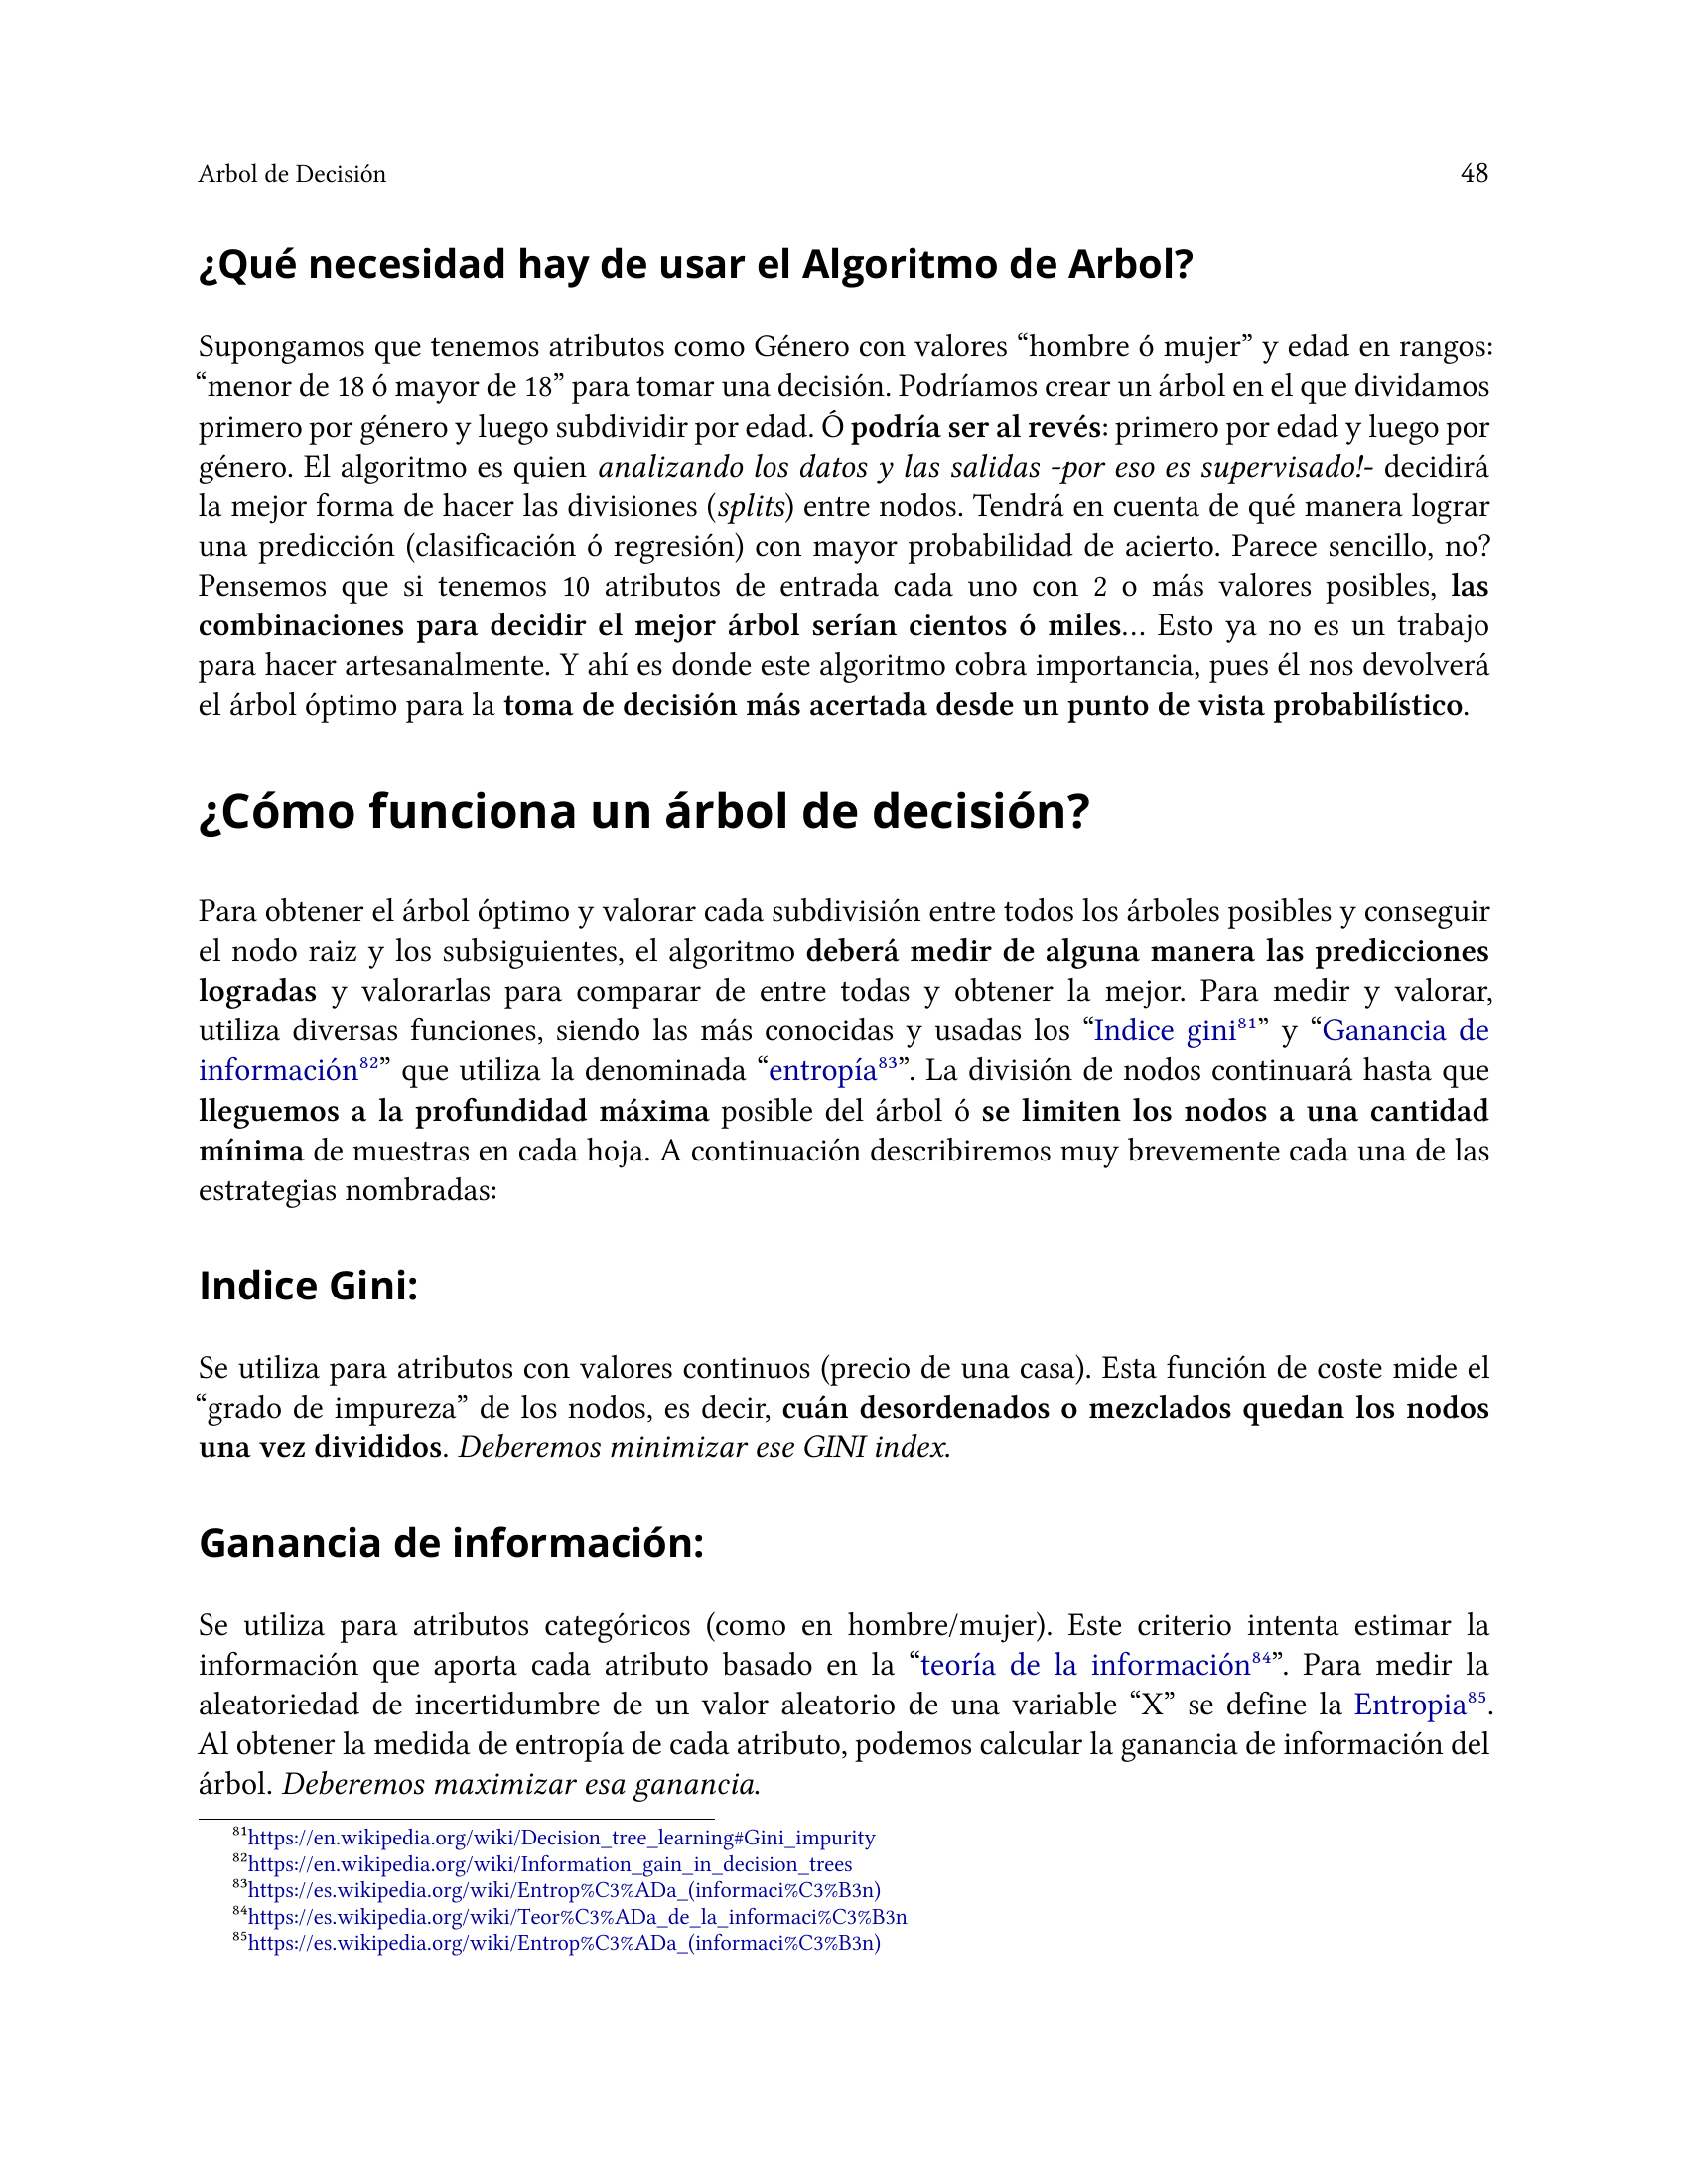 Arbol de Decisión 48
¿Qué necesidad hay de usar el Algoritmo de Arbol?
Supongamos que tenemos atributos como Género con valores “hombre ó mujer” y edad en rangos:
“menor de 18 ó mayor de 18” para tomar una decisión. Podríamos crear un árbol en el que dividamos
primero por género y luego subdividir por edad. Ó podría ser al revés: primero por edad y luego por
género. El algoritmo es quien analizando los datos y las salidas -por eso es supervisado!- decidirá
la mejor forma de hacer las divisiones (splits) entre nodos. Tendrá en cuenta de qué manera lograr
una predicción (clasificación ó regresión) con mayor probabilidad de acierto. Parece sencillo, no?
Pensemos que si tenemos 10 atributos de entrada cada uno con 2 o más valores posibles, las
combinaciones para decidir el mejor árbol serían cientos ó miles… Esto ya no es un trabajo
para hacer artesanalmente. Y ahí es donde este algoritmo cobra importancia, pues él nos devolverá
el árbol óptimo para la toma de decisión más acertada desde un punto de vista probabilístico.
¿Cómo funciona un árbol de decisión?
Para obtener el árbol óptimo y valorar cada subdivisión entre todos los árboles posibles y conseguir
el nodo raiz y los subsiguientes, el algoritmo deberá medir de alguna manera las predicciones
logradas y valorarlas para comparar de entre todas y obtener la mejor. Para medir y valorar,
utiliza diversas funciones, siendo las más conocidas y usadas los “Indice gini⁸¹” y “Ganancia de
información⁸²” que utiliza la denominada “entropía⁸³”. La división de nodos continuará hasta que
lleguemos a la profundidad máxima posible del árbol ó se limiten los nodos a una cantidad
mínima de muestras en cada hoja. A continuación describiremos muy brevemente cada una de las
estrategias nombradas:
Indice Gini:
Se utiliza para atributos con valores continuos (precio de una casa). Esta función de coste mide el
“grado de impureza” de los nodos, es decir, cuán desordenados o mezclados quedan los nodos
una vez divididos. Deberemos minimizar ese GINI index.
Ganancia de información:
Se utiliza para atributos categóricos (como en hombre/mujer). Este criterio intenta estimar la
información que aporta cada atributo basado en la “teoría de la información⁸⁴”. Para medir la
aleatoriedad de incertidumbre de un valor aleatorio de una variable “X” se define la Entropia⁸⁵.
Al obtener la medida de entropía de cada atributo, podemos calcular la ganancia de información del
árbol. Deberemos maximizar esa ganancia.
⁸¹https://en.wikipedia.org/wiki/Decision_tree_learning#Gini_impurity
⁸²https://en.wikipedia.org/wiki/Information_gain_in_decision_trees
⁸³https://es.wikipedia.org/wiki/Entrop%C3%ADa_(informaci%C3%B3n)
⁸⁴https://es.wikipedia.org/wiki/Teor%C3%ADa_de_la_informaci%C3%B3n
⁸⁵https://es.wikipedia.org/wiki/Entrop%C3%ADa_(informaci%C3%B3n)